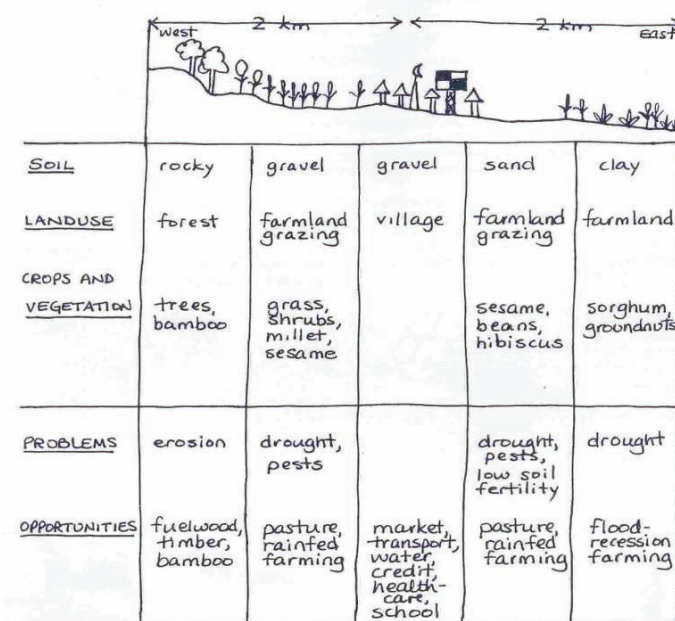 2 km 2 km
West East
SOIL rocky gravel gravel sand clay
LANDUSE forest farmland village farmland farmland
grazing grazing
CROPS AND
VEGETATION trees, grass, sesame, sorghum,
bamboo shrubs, beans, groundnuts
millet, hibiscus
sesame
PROBLEMS erosion drought, drought, drought
pests pests,
low soil
fertility
OPPORTUNITIES fuelwood, pasture, market, pasture, flood-
timber, rainfed transport, rainfed recession
bamboo farming water, farming farming
credit,
health-
care,
school